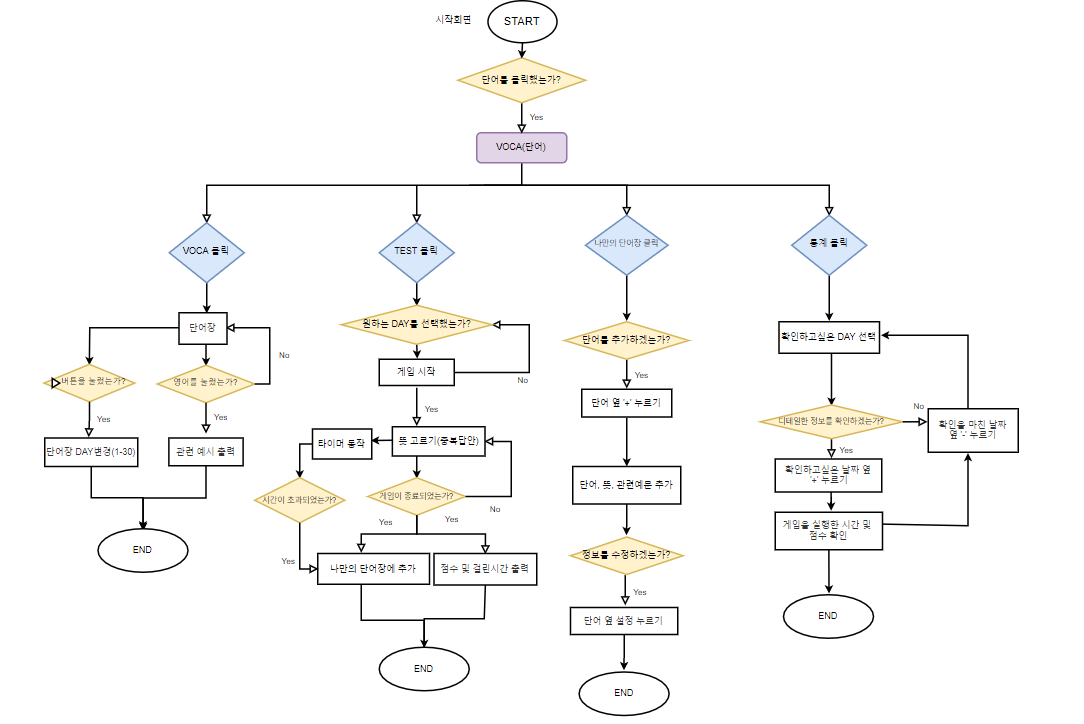 시작화면
START
단어를 클릭했는가?
Yes
VOCA(단어)
VOCA 클릭
단어장
No
버튼을 눌렀는가?
영어를 눌렀는가?
Yes
Yes
단어장 DAY변경(1-30)
관련 예시 출력
END
TEST 클릭
원하는 DAY를 선택했는가?
게임 시작
No
Yes
타이머 동작
뜻 고르기(중복답안)
시간이 초과되었는가?
게임이 종료되었는가?
No
Yes
Yes
Yes
나만의 단어장에 추가
점수 및 걸린시간 출력
END
나만의 단어장 클릭
단어를 추가하겠는가?
Yes
단어 옆 '+' 누르기
단어, 뜻, 관련예문 추가
정보를 수정하겠는가?
Yes
단어 옆 설정 누르기
END
통계 클릭
확인하고싶은 DAY 선택
디테일한 정보를 확인하겠는가?
No
확인을 마친 날짜
옆 '-' 누르기
Yes
확인하고싶은 날짜 옆
'+' 누르기
게임을 실행한 시간 및
점수 확인
END